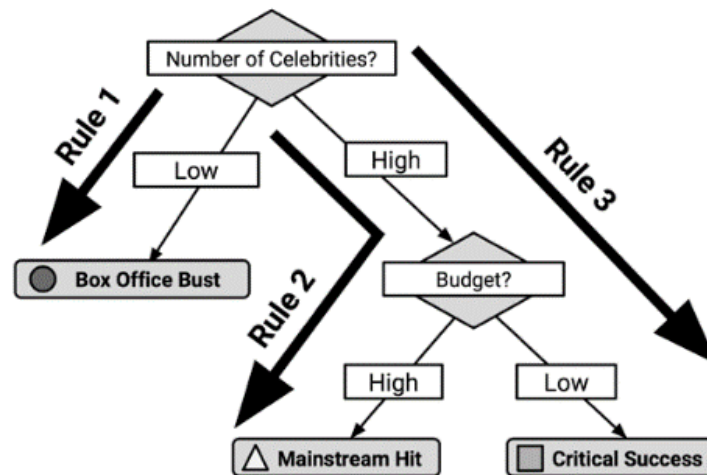 Number of Celebrities?
Rule 1
Low
High
Rule 3
Box Office Bust
Rule 2
Budget?
High
Low
Mainstream Hit
Critical Success